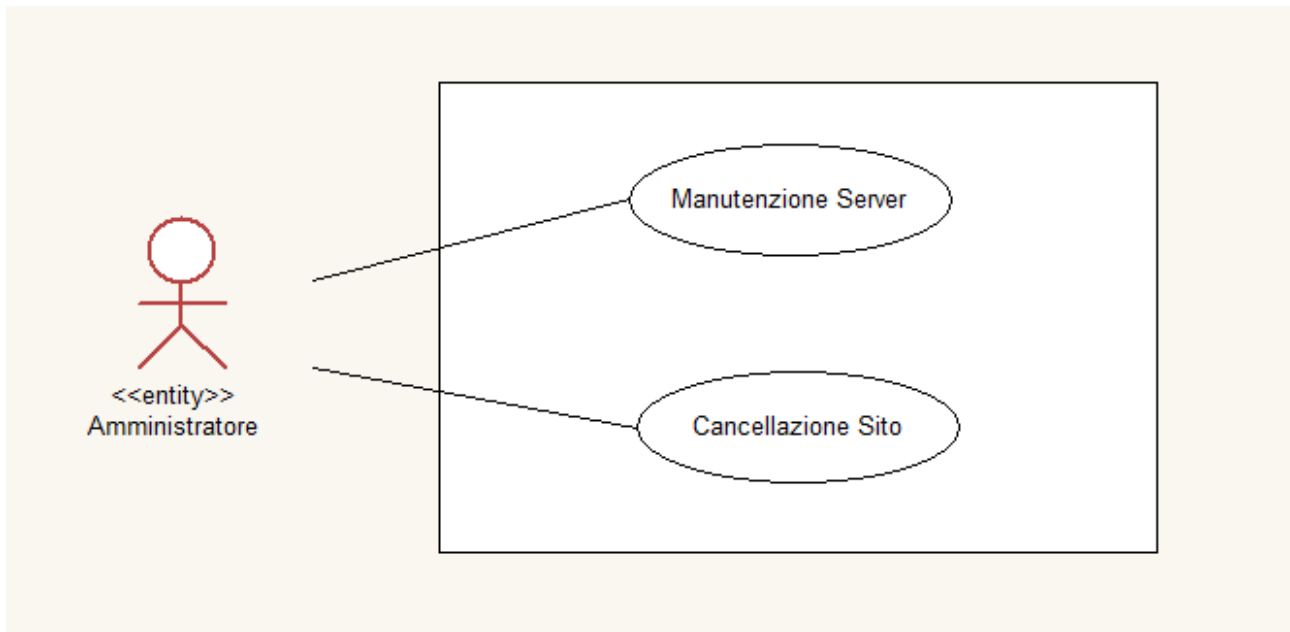 Manutenzione Server
<<entity>>
Amministratore
Cancellazione Sito